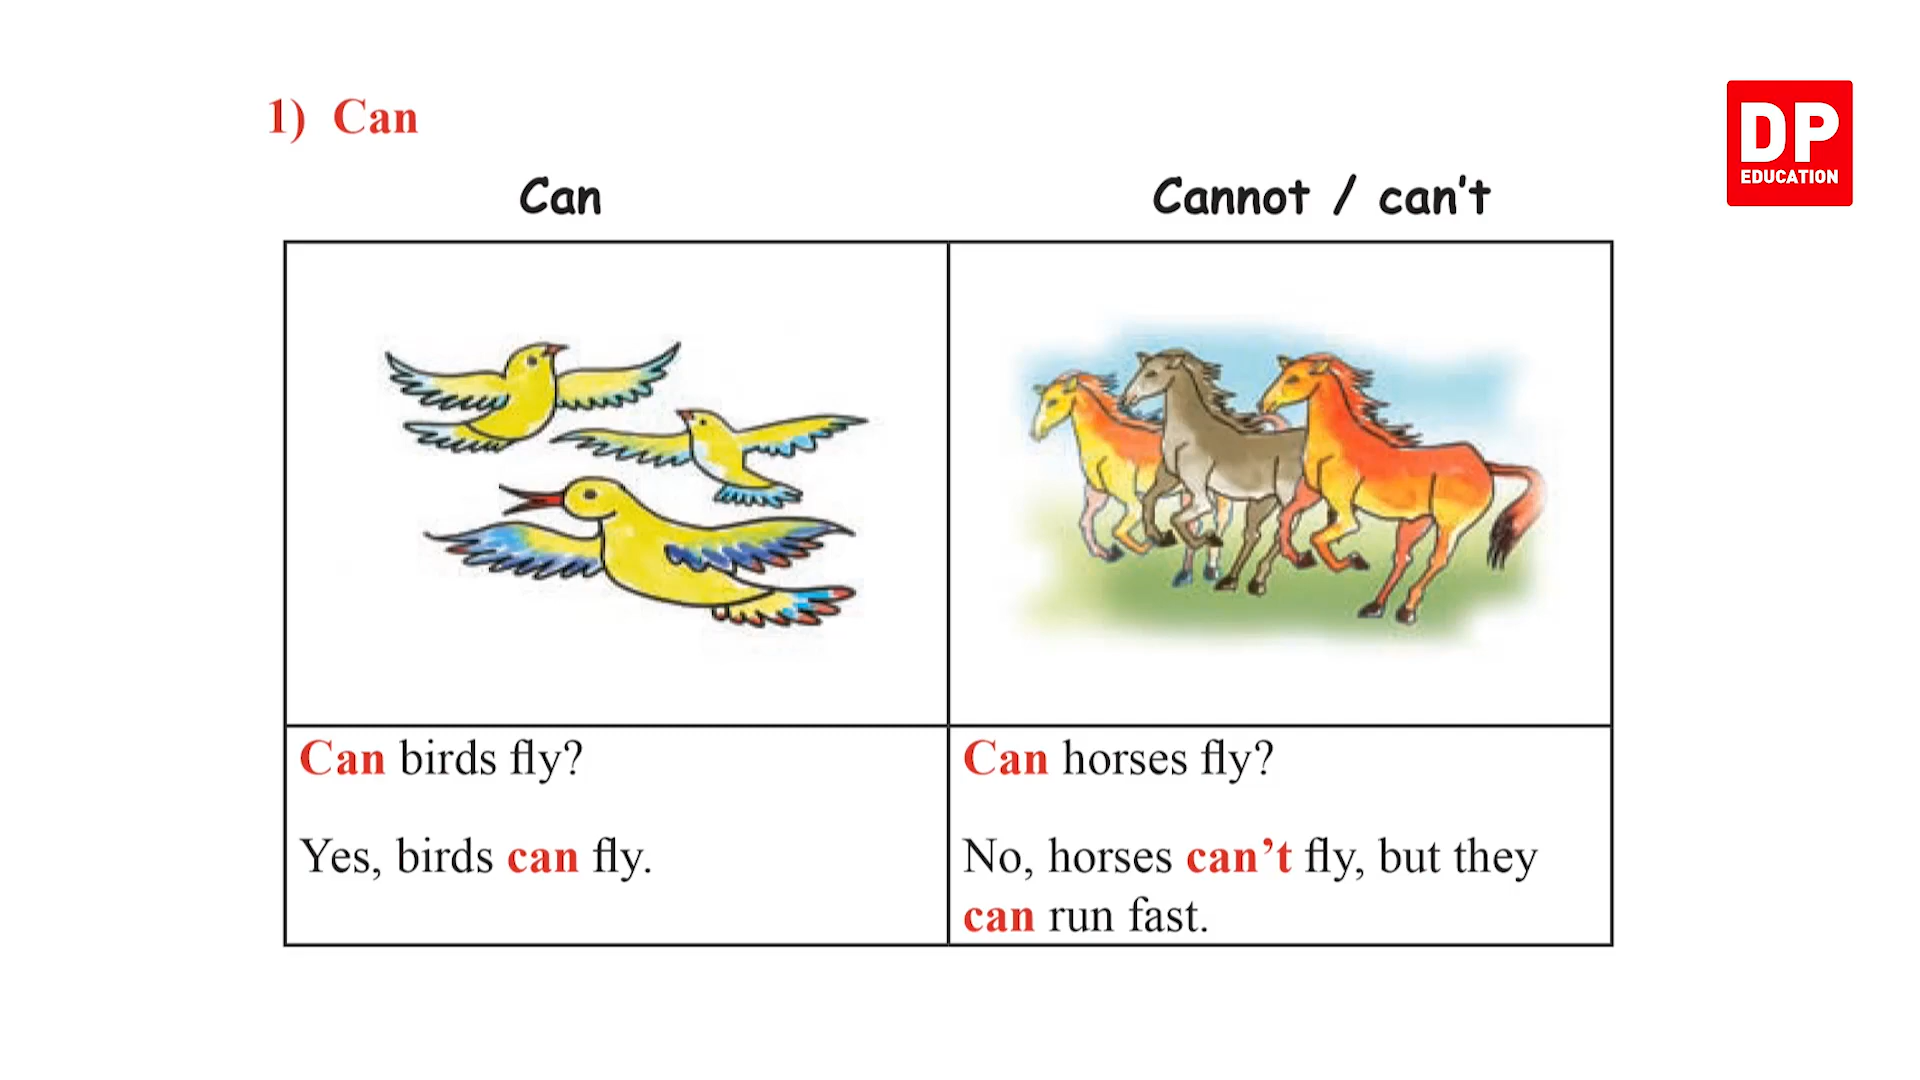 1) Can
DP
EDUCATION
Can
Cannot / can't
Can birds fly?
Yes, birds can fly.
Can horses fly?
No, horses can’t fly, but they
can run fast.